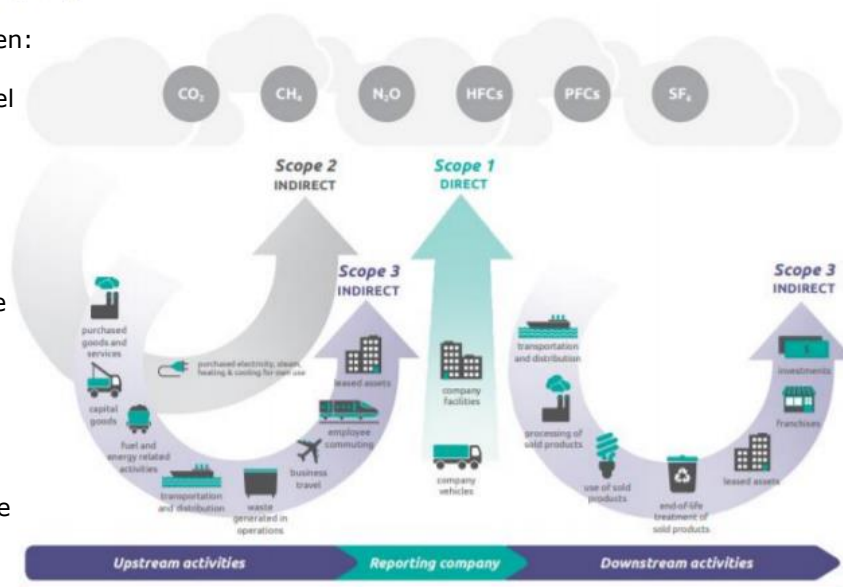 en:
el
e
e
CO₂
CH₄
N₂O
HFCs
PFCs
SF₆
Scope 2
INDIRECT
Scope 1
DIRECT
Scope 3
INDIRECT
Scope 3
INDIRECT
purchased
goods and
services
capital
goods
fuel and
energy related
activities
transportation
and distribution
waste
generated in
operations
business
travel
employee
commuting
leased assets
purchased electricity, steam,
heating & cooling for own use
company
facilities
company
vehicles
transportation
and distribution
processing of
sold products
use of sold
products
end-of-life
treatment of
sold products
leased assets
franchises
investments
Upstream activities
Reporting company
Downstream activities